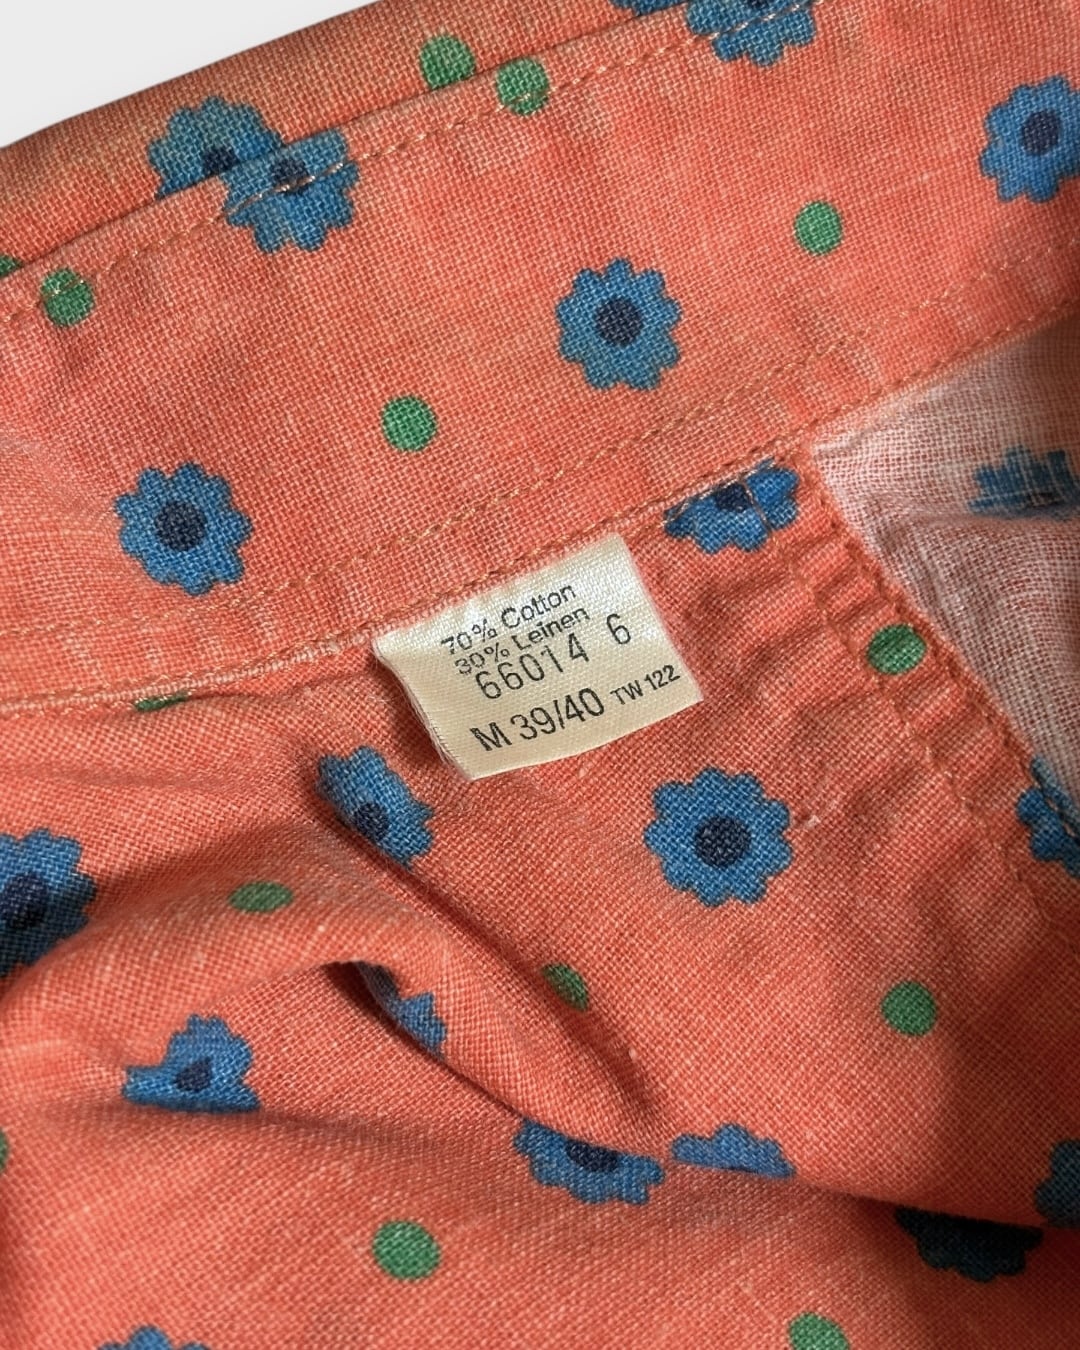 70% Cotton
30% Leinen
66014 6
M 39/40 TW 122